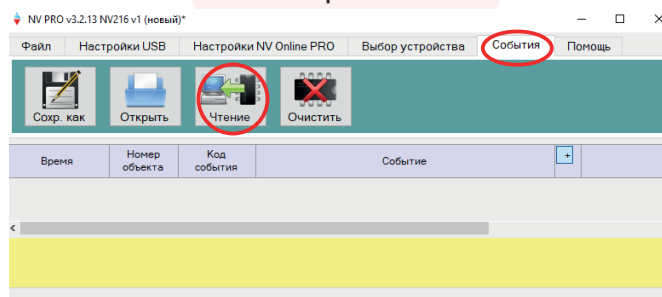 NV PRO v3.2.13 NV216 v1 (новый)*
Файл Настройки USB Настройки NV Online PRO Выбор устройства События Помощь
Сохр. как Открыть Чтение Очистить
Время Номер объекта Код события Событие +